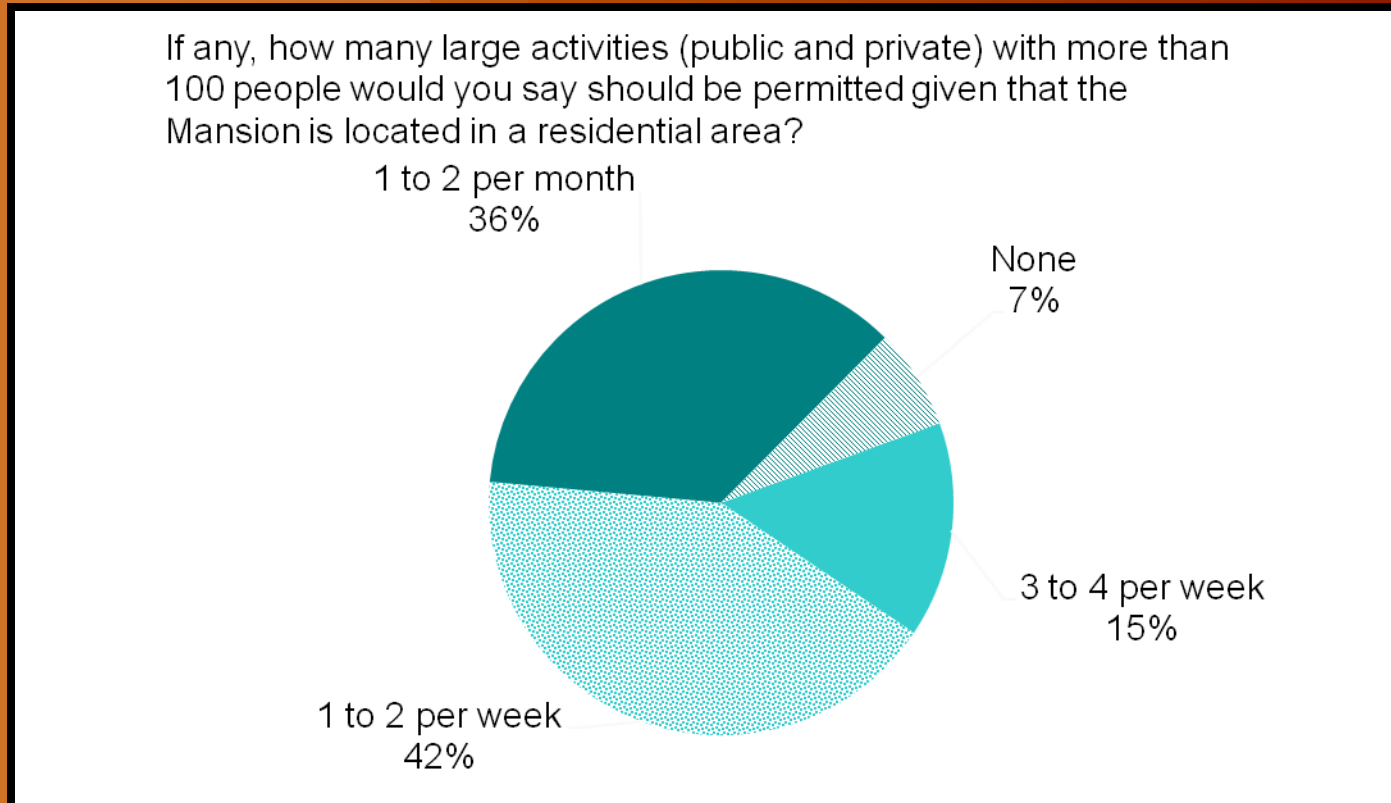 If any, how many large activities (public and private) with more than
100 people would you say should be permitted given that the
Mansion is located in a residential area?
1 to 2 per month
36%
None
7%
3 to 4 per week
15%
1 to 2 per week
42%